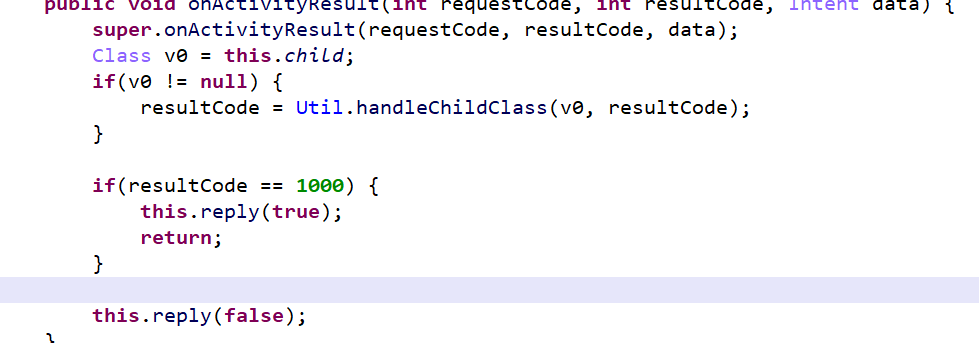 public void onActivityResult(int requestCode, int resultCode, Intent data) {
super.onActivityResult(requestCode, resultCode, data);
Class v0 = this.child;
if(v0 != null) {
resultCode = Util.handleChildClass(v0, resultCode);
}
if(resultCode == 1000) {
this.reply(true);
return;
}
this.reply(false);
}